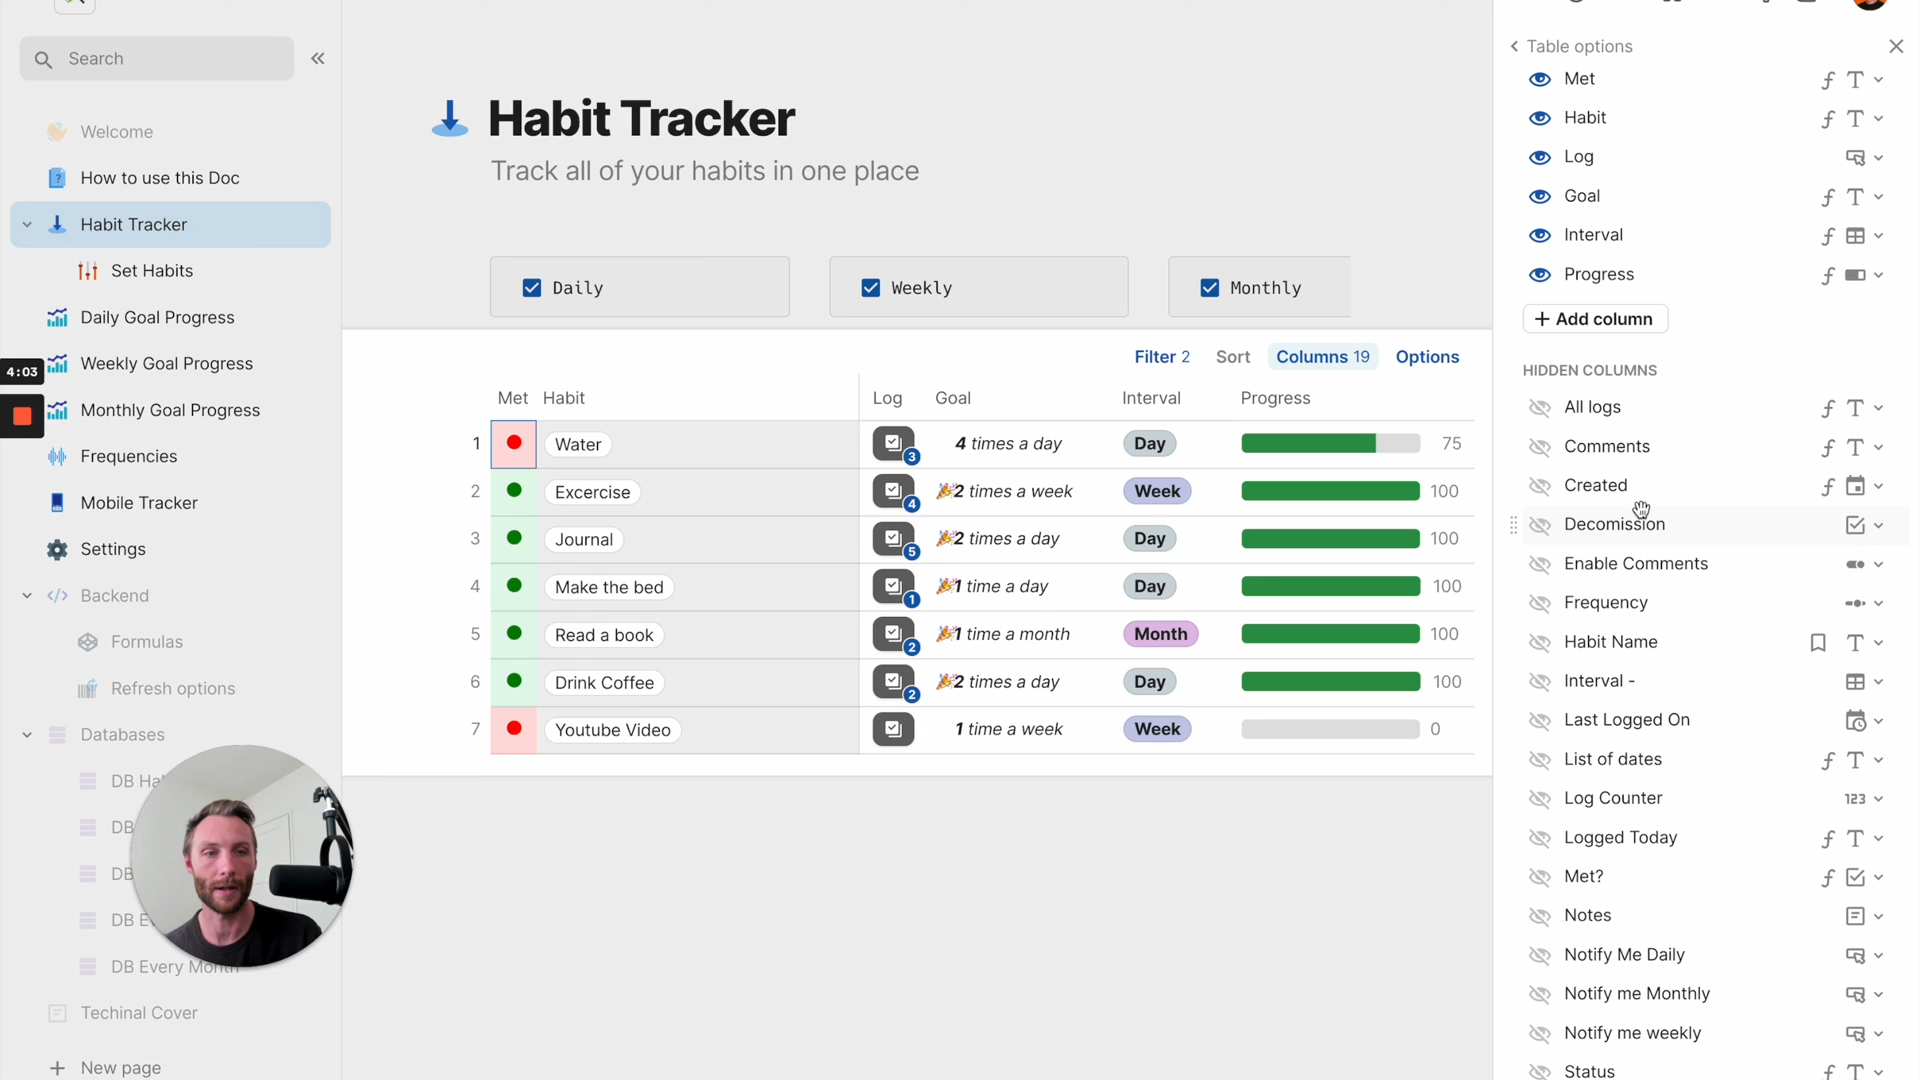 Search
Welcome
How to use this Doc
Habit Tracker
Set Habits
Daily Goal Progress
Weekly Goal Progress
4:03
Monthly Goal Progress
Frequencies
Mobile Tracker
Settings
Backend
Formulas
Refresh options
Databases
DB
DB
DB
DB
DB Every Month
Techinal Cover
New page
Habit Tracker
Track all of your habits in one place
Daily
Weekly
Monthly
Filter 2 Sort Columns 19 Options
Met Habit Log Goal Interval Progress
1 Water 3 4 times a day Day 75
2 Excercise 4 2 times a week Week 100
3 Journal 5 2 times a day Day 100
4 Make the bed 1 1 time a day Day 100
5 Read a book 2 1 time a month Month 100
6 Drink Coffee 2 2 times a day Day 100
7 Youtube Video 1 time a week Week 0
Table options
Met
Habit
Log
Goal
Interval
Progress
Add column
HIDDEN COLUMNS
All logs
Comments
Created
Decomission
Enable Comments
Frequency
Habit Name
Interval -
Last Logged On
List of dates
Log Counter 123
Logged Today
Met?
Notes
Notify Me Daily
Notify me Monthly
Notify me weekly
Status